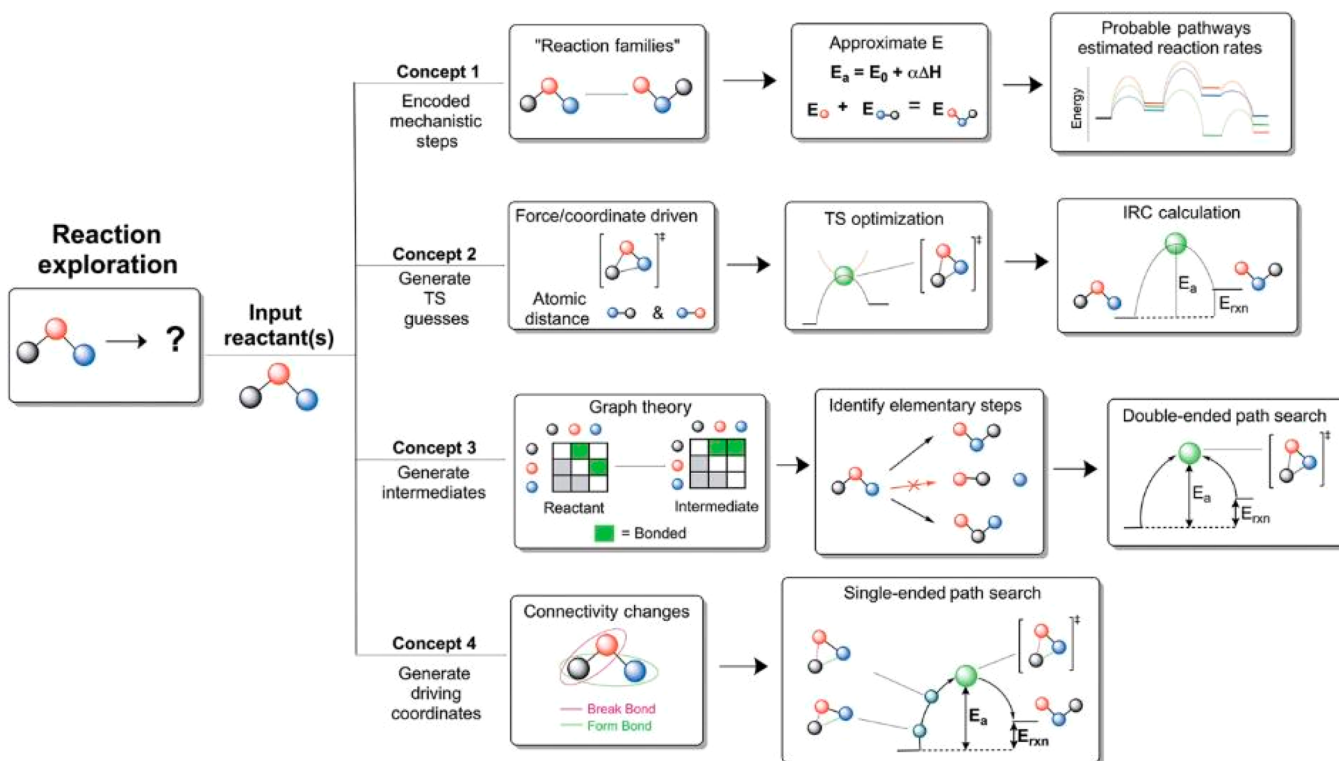 Reaction
exploration
?
Input
reactant(s)
Concept 1
Encoded
mechanistic
steps
"Reaction families"
Approximate E
Eₐ = E₀ + αΔH
E + E = E
Probable pathways
estimated reaction rates
Energy
Concept 2
Generate
TS
guesses
Force/coordinate driven
‡
Atomic
distance
&
TS optimization
‡
IRC calculation
Eₐ
Eᵣₓₙ
Concept 3
Generate
intermediates
Graph theory
Reactant
Intermediate
= Bonded
Identify elementary steps
Double-ended path search
‡
Eₐ
Eᵣₓₙ
Concept 4
Generate
driving
coordinates
Connectivity changes
Break Bond
Form Bond
Single-ended path search
‡
Eₐ
Eᵣₓₙ